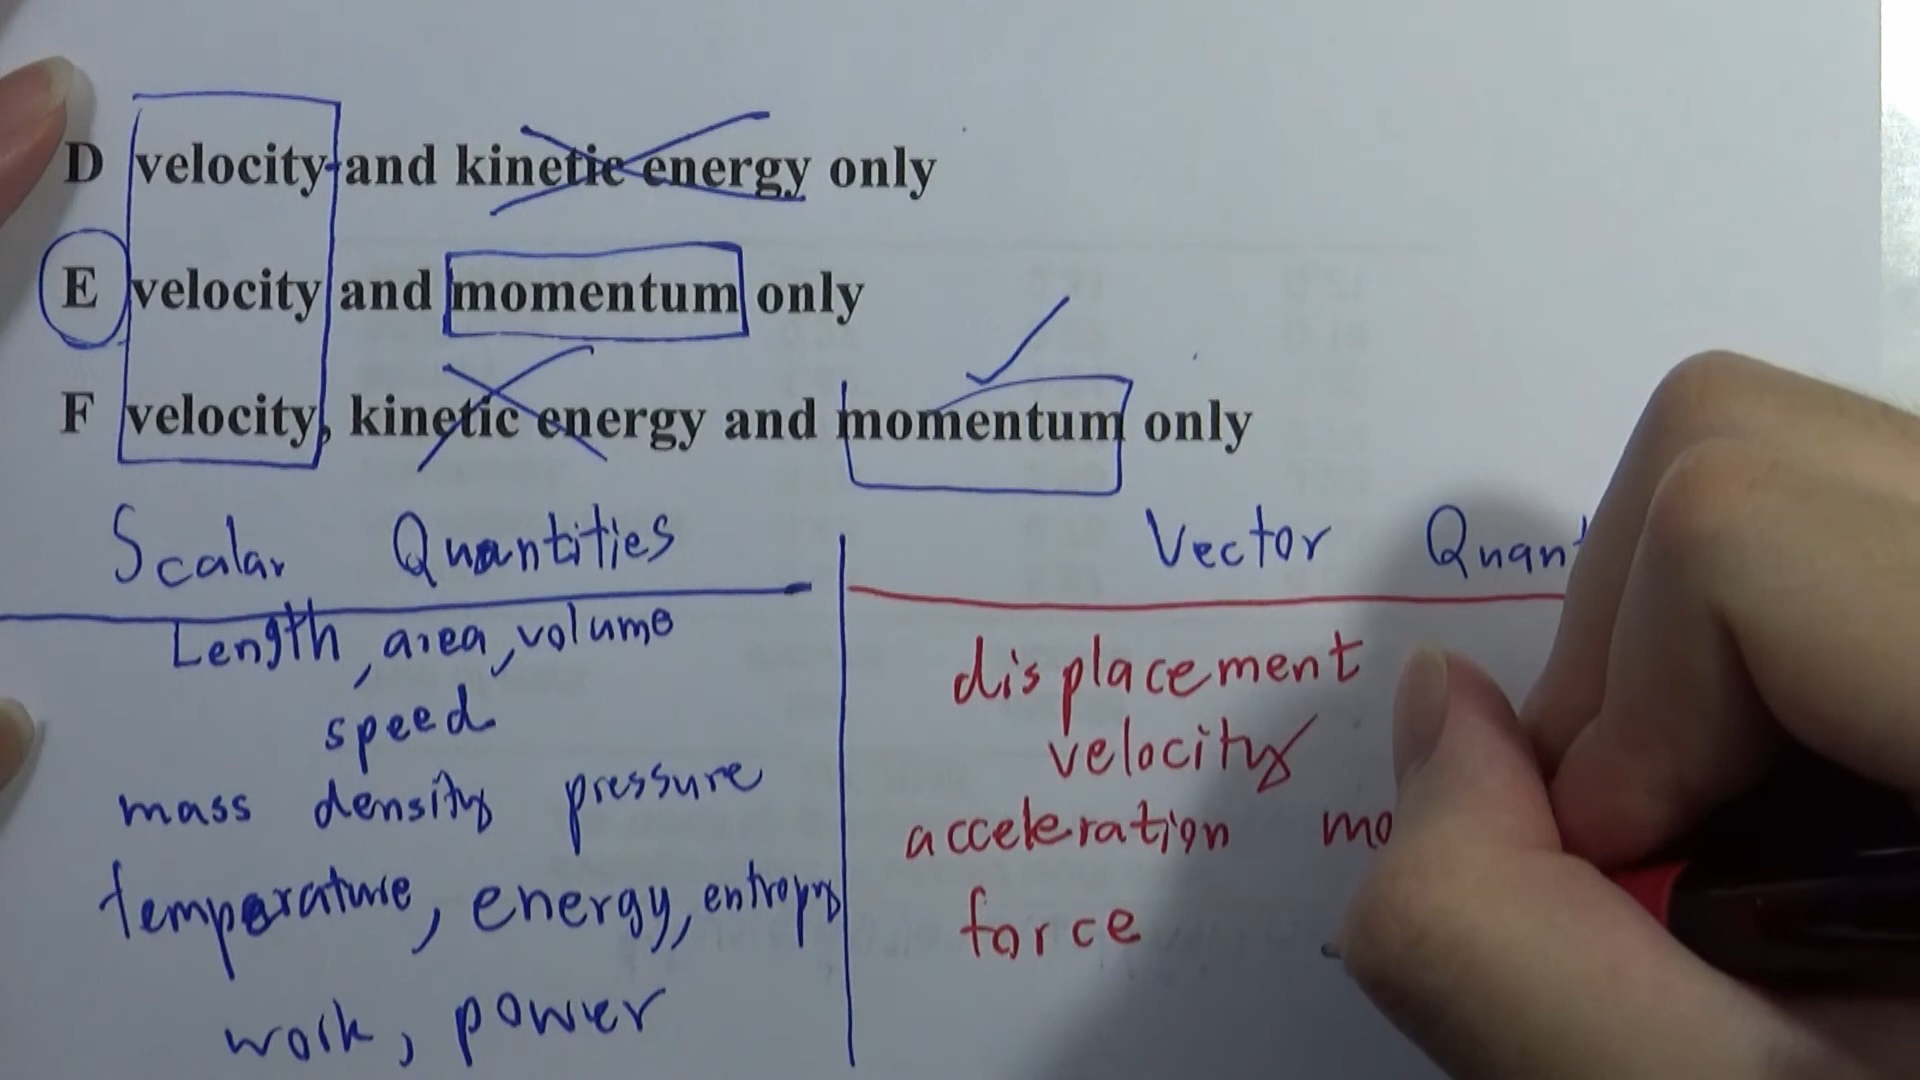 D velocity and kinetic energy only
E velocity and momentum only
F velocity, kinetic energy and momentum only
Scalar Quantities
Vector Quant
Length, area, volume
speed
mass density pressure
temperature, energy, entropy
work, power
displacement
velocity
acceleration mo
force